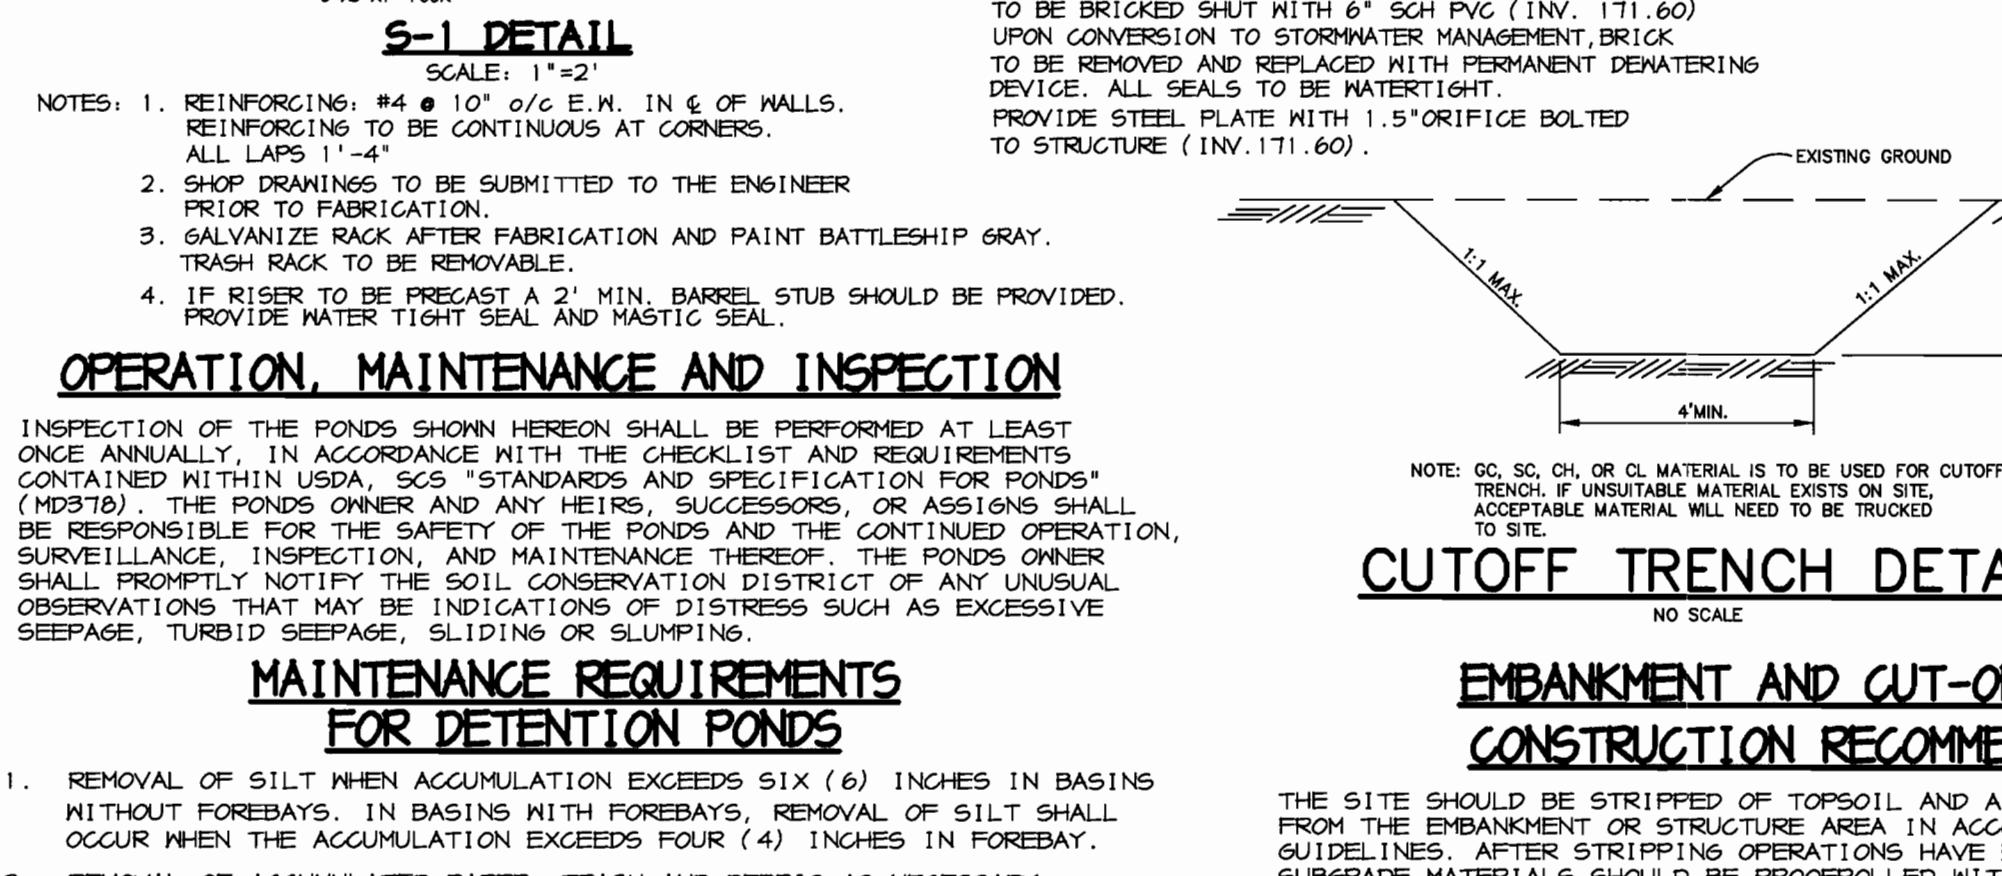 S-1 DETAIL
SCALE: 1"=2'
NOTES: 1. REINFORCING: #4 @ 10" o/c E.W. IN ℄ OF WALLS.
REINFORCING TO BE CONTINUOUS AT CORNERS.
ALL LAPS 1'-4"
2. SHOP DRAWINGS TO BE SUBMITTED TO THE ENGINEER
PRIOR TO FABRICATION.
3. GALVANIZE RACK AFTER FABRICATION AND PAINT BATTLESHIP GRAY.
TRASH RACK TO BE REMOVABLE.
4. IF RISER TO BE PRECAST A 2' MIN. BARREL STUB SHOULD BE PROVIDED.
PROVIDE WATER TIGHT SEAL AND MASTIC SEAL.
OPERATION, MAINTENANCE AND INSPECTION
INSPECTION OF THE PONDS SHOWN HEREON SHALL BE PERFORMED AT LEAST
ONCE ANNUALLY, IN ACCORDANCE WITH THE CHECKLIST AND REQUIREMENTS
CONTAINED WITHIN USDA, SCS "STANDARDS AND SPECIFICATION FOR PONDS"
(MD378). THE PONDS OWNER AND ANY HEIRS, SUCCESSORS, OR ASSIGNS SHALL
BE RESPONSIBLE FOR THE SAFETY OF THE PONDS AND THE CONTINUED OPERATION,
SURVEILLANCE, INSPECTION, AND MAINTENANCE THEREOF. THE PONDS OWNER
SHALL PROMPTLY NOTIFY THE SOIL CONSERVATION DISTRICT OF ANY UNUSUAL
OBSERVATIONS THAT MAY BE INDICATIONS OF DISTRESS SUCH AS EXCESSIVE
SEEPAGE, TURBID SEEPAGE, SLIDING OR SLUMPING.
MAINTENANCE REQUIREMENTS
FOR DETENTION PONDS
1. REMOVAL OF SILT WHEN ACCUMULATION EXCEEDS SIX (6) INCHES IN BASINS
WITHOUT FOREBAYS. IN BASINS WITH FOREBAYS, REMOVAL OF SILT SHALL
OCCUR WHEN THE ACCUMULATION EXCEEDS FOUR (4) INCHES IN FOREBAY.
TO BE BRICKED SHUT WITH 6" SCH PVC (INV. 171.60)
UPON CONVERSION TO STORMWATER MANAGEMENT, BRICK
TO BE REMOVED AND REPLACED WITH PERMANENT DEWATERING
DEVICE. ALL SEALS TO BE WATERTIGHT.
PROVIDE STEEL PLATE WITH 1.5"ORIFICE BOLTED
TO STRUCTURE (INV.171.60).
EXISTING GROUND
1:1 MAX.
1:1 MAX.
4'MIN.
NOTE: GC, SC, CH, OR CL MATERIAL IS TO BE USED FOR CUTOFF
TRENCH. IF UNSUITABLE MATERIAL EXISTS ON SITE,
ACCEPTABLE MATERIAL WILL NEED TO BE TRUCKED
TO SITE.
CUTOFF TRENCH DETA
NO SCALE
EMBANKMENT AND CUT-O
CONSTRUCTION RECOMME
THE SITE SHOULD BE STRIPPED OF TOPSOIL AND A
FROM THE EMBANKMENT OR STRUCTURE AREA IN ACC
GUIDELINES. AFTER STRIPPING OPERATIONS HAVE
SUBGRADE MATERIALS SHOULD BE PROOFROLLED WIT